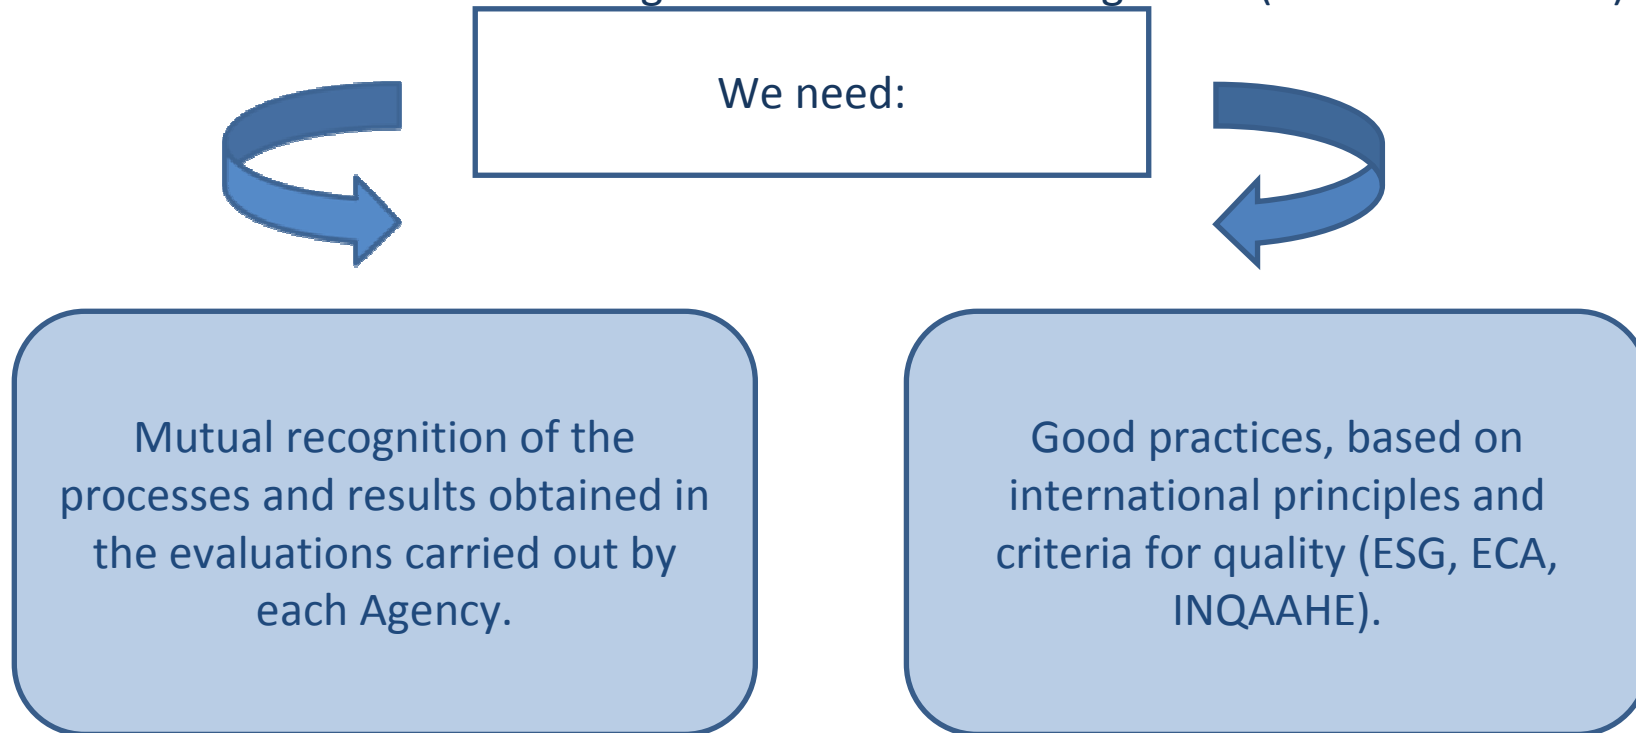 We need:
Mutual recognition of the
processes and results obtained in
the evaluations carried out by
each Agency.
Good practices, based on
international principles and
criteria for quality (ESG, ECA,
INQAAHE).